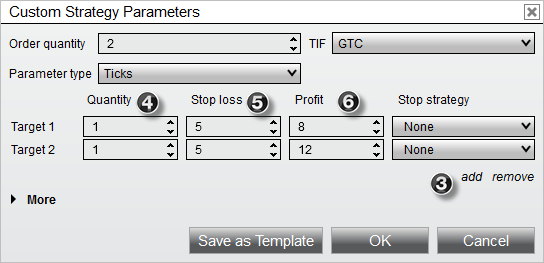 Custom Strategy Parameters
Order quantity 2 TIF GTC
Parameter type Ticks
Quantity 4 Stop loss 5 Profit 6 Stop strategy
Target 1 1 5 8 None
Target 2 1 5 12 None
3 add remove
More
Save as Template OK Cancel